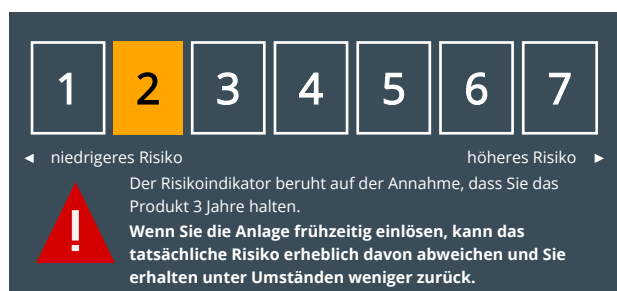 1 2 3 4 5 6 7
◄ niedrigeres Risiko höheres Risiko ►
Der Risikoindikator beruht auf der Annahme, dass Sie das
Produkt 3 Jahre halten.
Wenn Sie die Anlage frühzeitig einlösen, kann das
tatsächliche Risiko erheblich davon abweichen und Sie
erhalten unter Umständen weniger zurück.
!